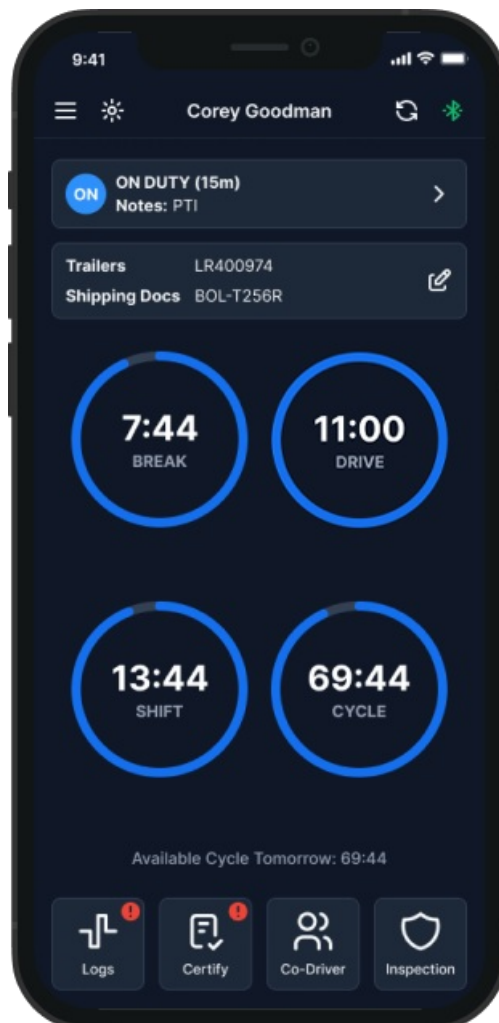 9:41
Corey Goodman
ON
ON DUTY (15m)
Notes: PTI
Trailers LR400974
Shipping Docs BOL-T256R
7:44
BREAK
11:00
DRIVE
13:44
SHIFT
69:44
CYCLE
Available Cycle Tomorrow: 69:44
!
Logs
!
Certify
Co-Driver
Inspection